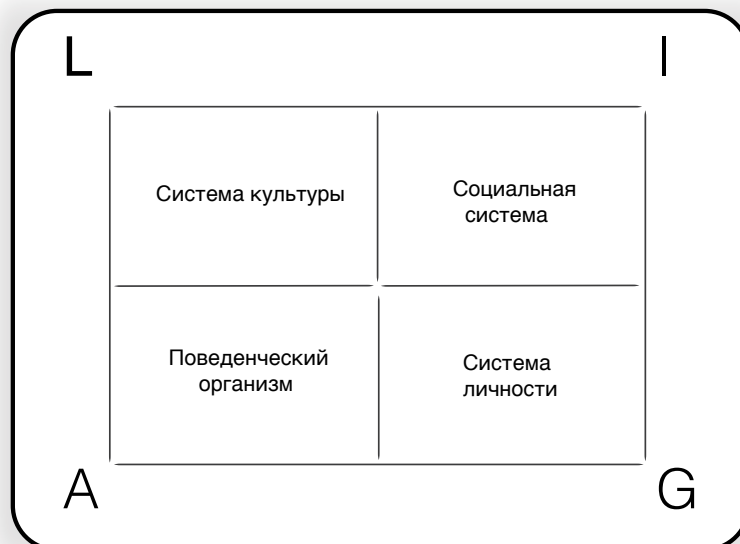 L
I
Система культуры
Социальная
система
Поведенческий
организм
Система
личности
A
G